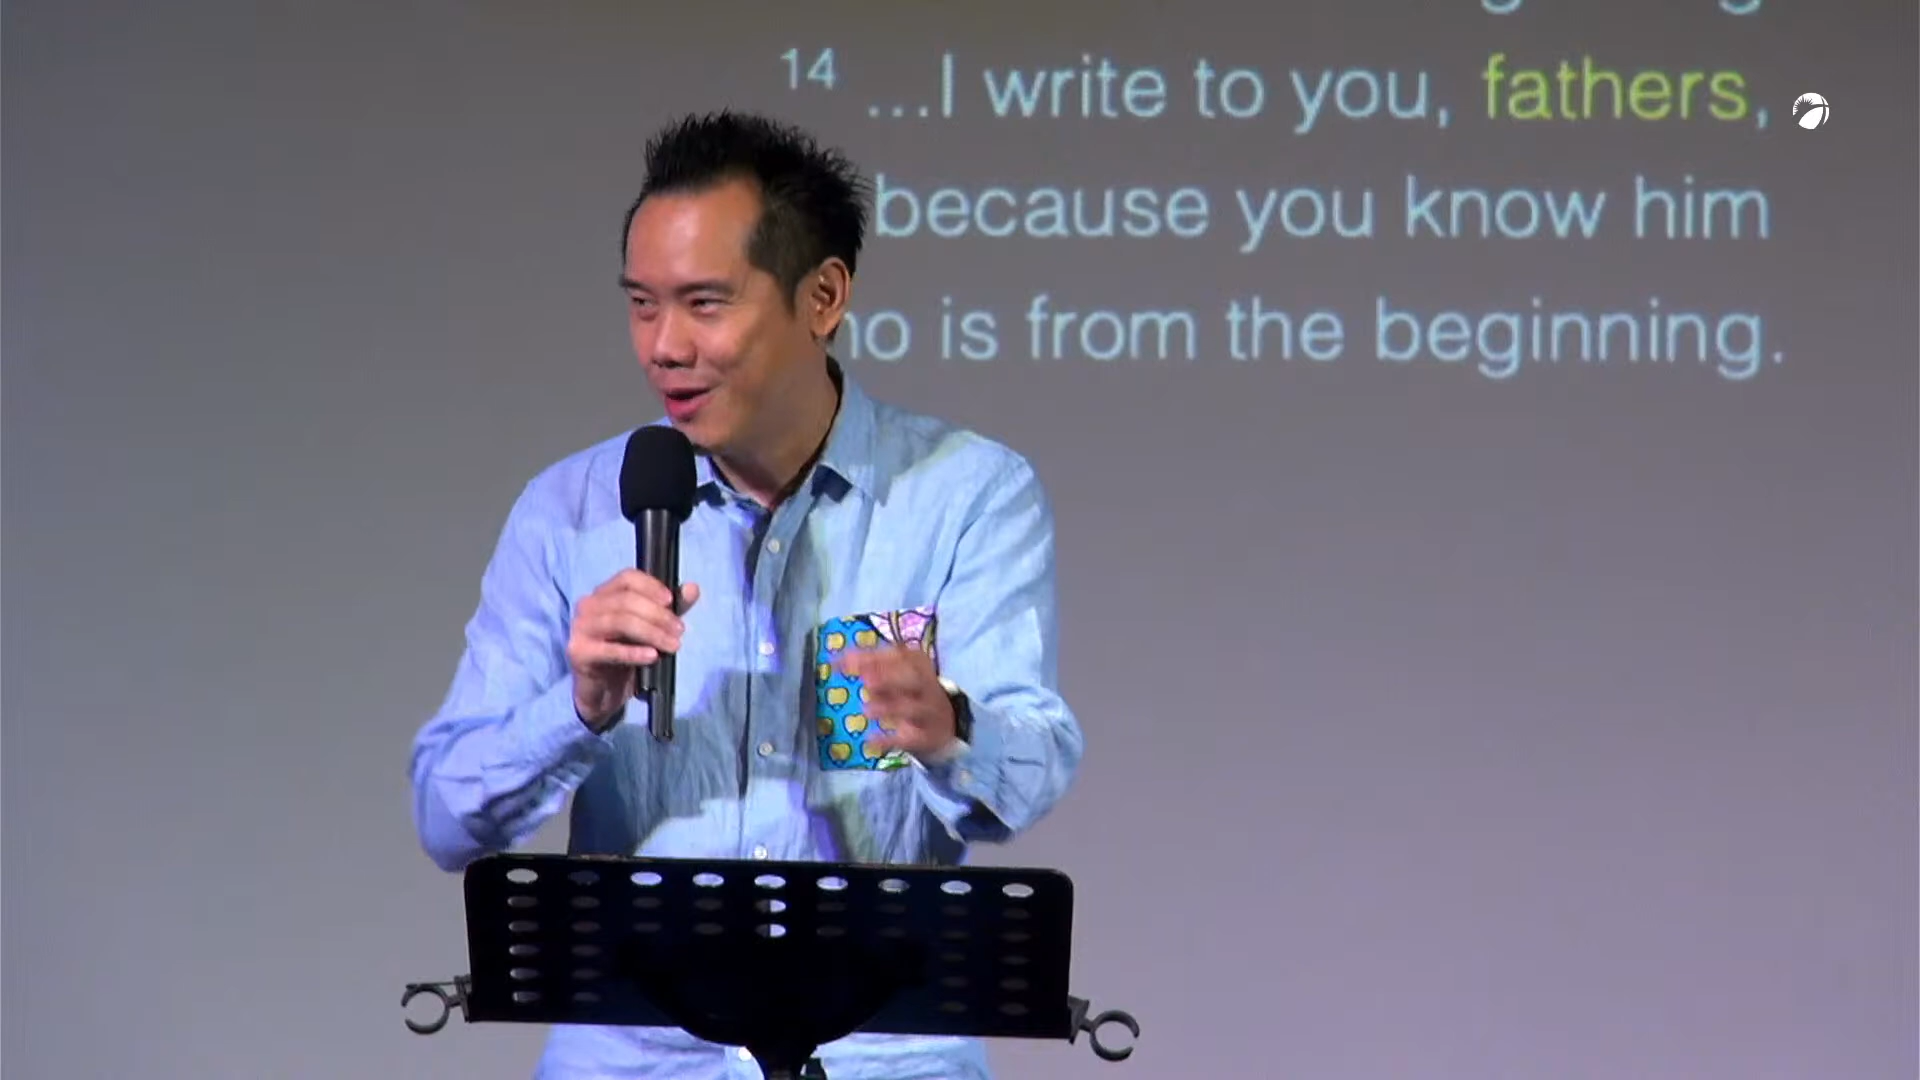 14 ...I write to you, fathers,
because you know him
is from the beginning.